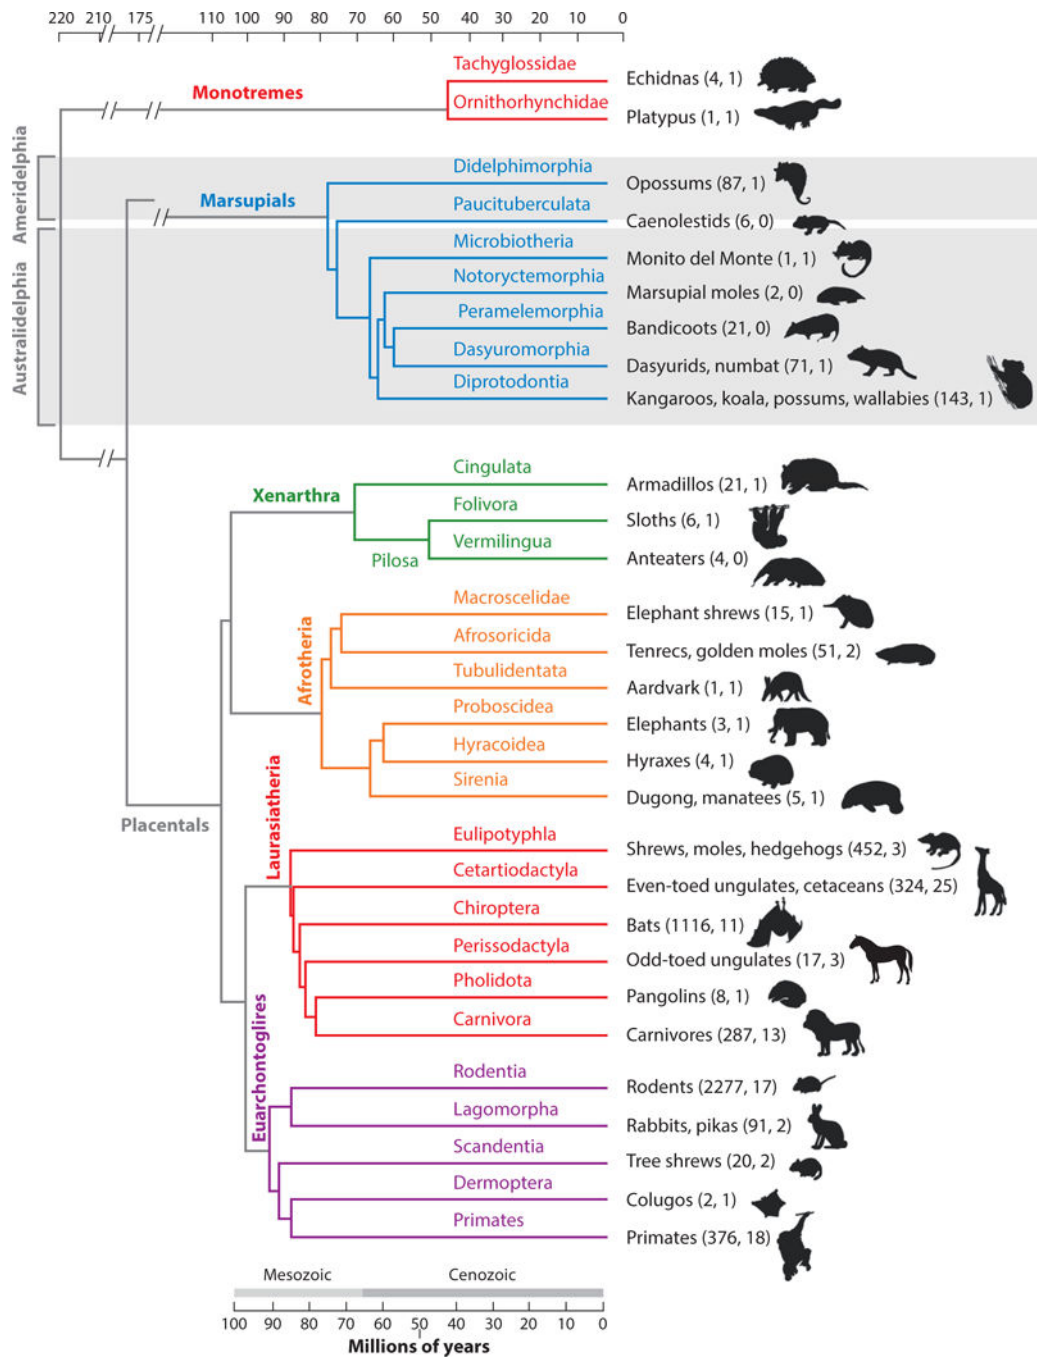 220 210 175 110 100 90 80 70 60 50 40 30 20 10 0
Tachyglossidae
Echidnas (4, 1)
Monotremes
Ornithorhynchidae
Platypus (1, 1)
Ameridelphia
Didelphimorphia
Opossums (87, 1)
Marsupials
Paucituberculata
Caenolestids (6, 0)
Australidelphia
Microbiotheria
Monito del Monte (1, 1)
Notoryctemorphia
Marsupial moles (2, 0)
Peramelemorphia
Bandicoots (21, 0)
Dasyuromorphia
Dasyurids, numbat (71, 1)
Diprotodontia
Kangaroos, koala, possums, wallabies (143, 1)
Cingulata
Armadillos (21, 1)
Xenarthra
Folivora
Sloths (6, 1)
Vermilingua
Pilosa
Anteaters (4, 0)
Macroscelidae
Elephant shrews (15, 1)
Afrotheria
Afrosoricida
Tenrecs, golden moles (51, 2)
Tubulidentata
Aardvark (1, 1)
Proboscidea
Elephants (3, 1)
Hyracoidea
Hyraxes (4, 1)
Sirenia
Dugong, manatees (5, 1)
Placentals
Laurasiatheria
Eulipotyphla
Shrews, moles, hedgehogs (452, 3)
Cetartiodactyla
Even-toed ungulates, cetaceans (324, 25)
Chiroptera
Bats (1116, 11)
Perissodactyla
Odd-toed ungulates (17, 3)
Pholidota
Pangolins (8, 1)
Carnivora
Carnivores (287, 13)
Euarchontoglires
Rodentia
Rodents (2277, 17)
Lagomorpha
Rabbits, pikas (91, 2)
Scandentia
Tree shrews (20, 2)
Dermoptera
Colugos (2, 1)
Primates
Primates (376, 18)
Mesozoic Cenozoic
100 90 80 70 60 50 40 30 20 10 0
Millions of years